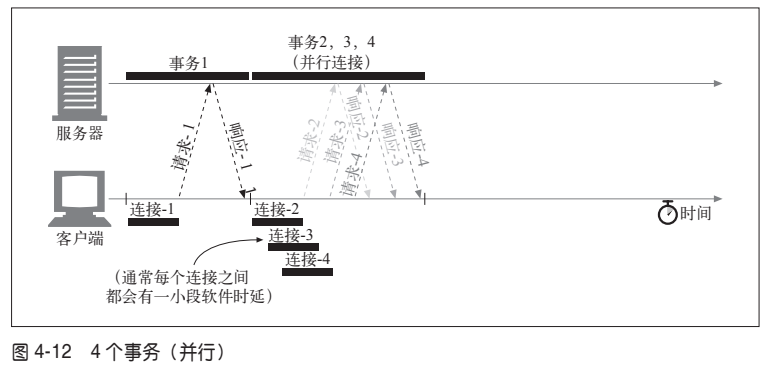 事务1
事务2，3，4
（并行连接）
服务器
请求-1
响应-1
请求-2
请求-3
响应-2
请求-4
响应-3
响应-4
1
连接-1
连接-2
时间
客户端
连接-3
连接-4
（通常每个连接之间
都会有一小段软件时延）
图 4-12 4 个事务（并行）